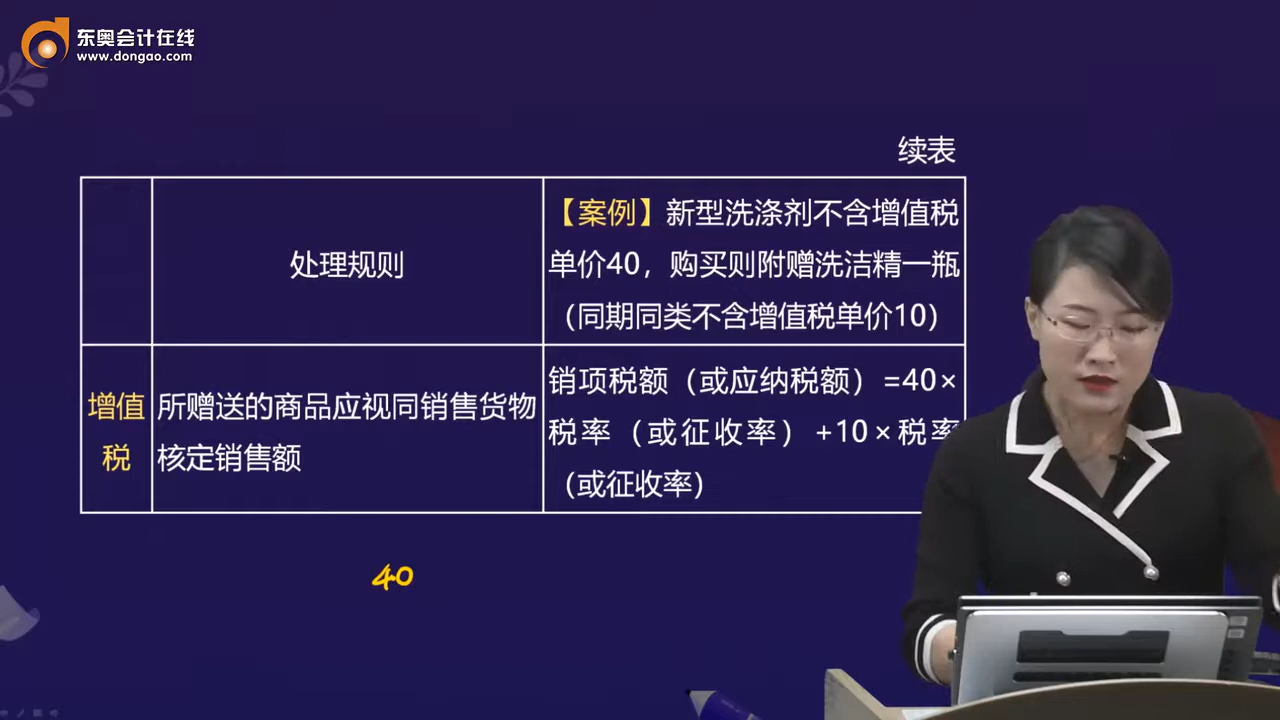 东奥会计在线
www.dongao.com
续表
处理规则
【案例】新型洗涤剂不含增值税
单价40，购买则附赠洗洁精一瓶
（同期同类不含增值税单价10）
增值
税
所赠送的商品应视同销售货物
核定销售额
销项税额（或应纳税额）=40×
税率（或征收率）+10×税率
（或征收率）
40